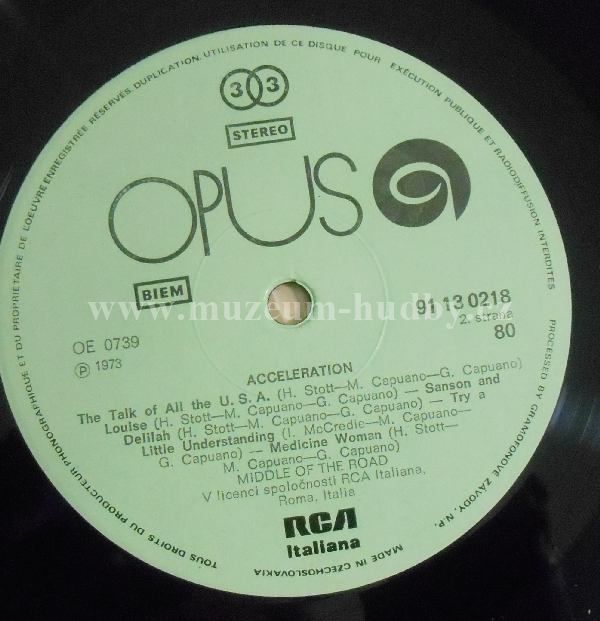 33
STEREO
OPUS
BIEM
91 13 0218
2. strana
80
OE 0739
Ⓟ 1973
ACCELERATION
The Talk of All the U. S. A. (H. Stott—M. Capuano—G. Capuano)
Louise (H. Stott—M. Capuano—G. Capuano) — Sanson and
Delilah (H. Stott—M. Capuano—G. Capuano) — Try a
Little Understanding (I. McCredie—M. Capuano—
G. Capuano) — Medicine Woman (H. Stott—
M. Capuano—G. Capuano)
MIDDLE OF THE ROAD
V licenci spoločnosti RCA Italiana,
Roma, Italia
RCA
Italiana
TOUS DROITS DU PRODUCTEUR PHONOGRAPHIQUE ET DU PROPRIÉTAIRE DE L'OEUVRE ENREGISTRÉE RÉSERVÉS. DUPLICATION, UTILISATION DE CE DISQUE POUR EXÉCUTION PUBLIQUE ET RADIODIFFUSION INTERDITES
PROCESSED BY GRAMOFONOVÉ ZÁVODY, N.P.
MADE IN CZECHOSLOVAKIA
www.muzeum-hudby.cz